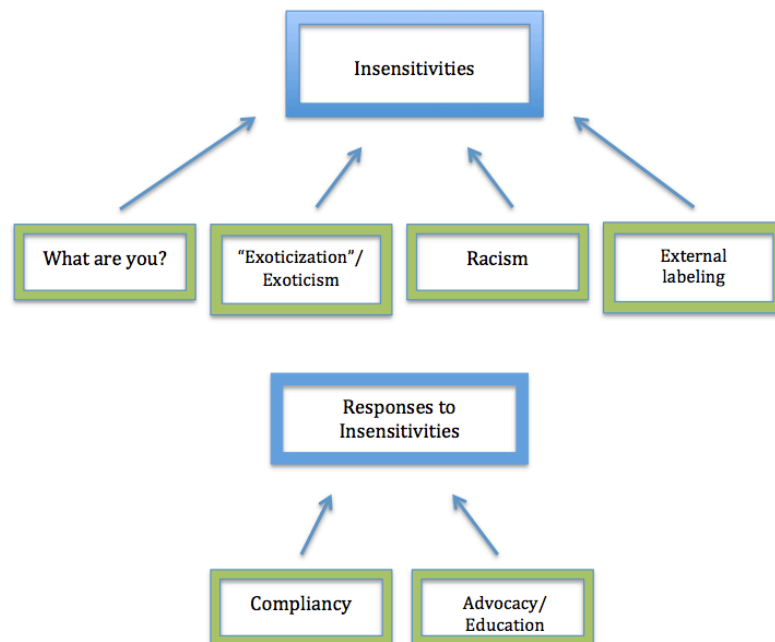 Insensitivities
What are you?
“Exoticization”/
Exoticism
Racism
External
labeling
Responses to
Insensitivities
Compliancy
Advocacy/
Education